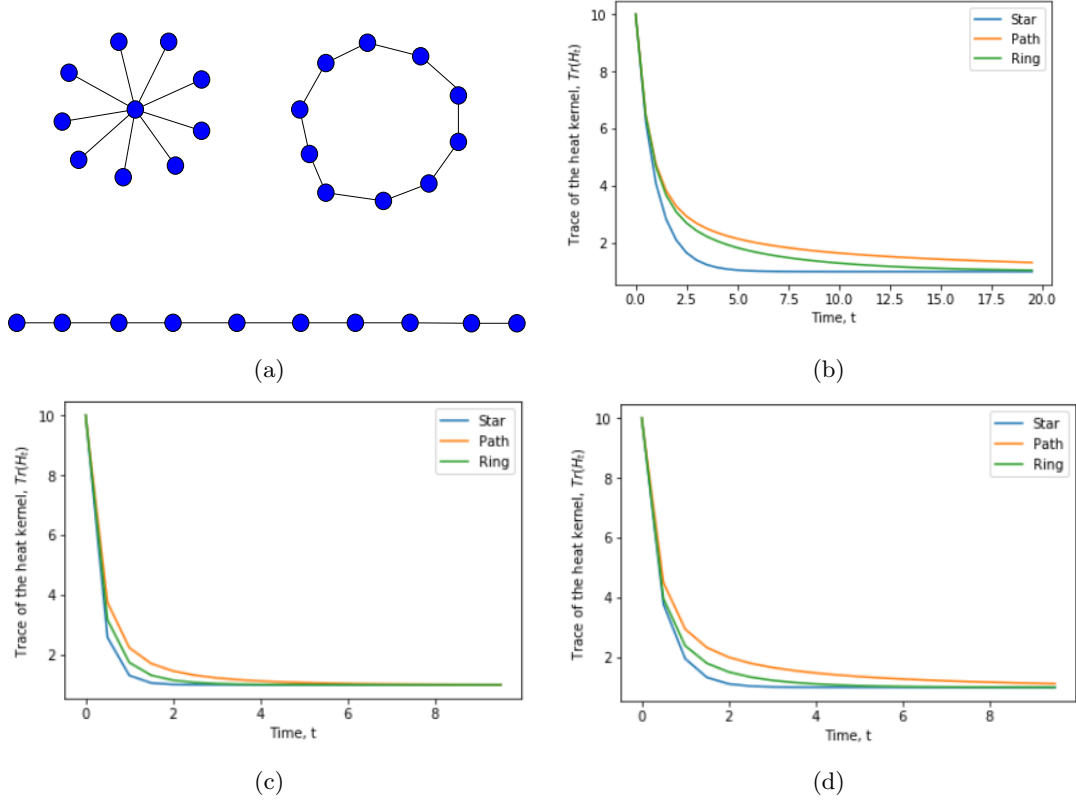 10
8
6
4
2
Trace of the heat kernel, Tr(Hₜ)
Star
Path
Ring
0.0 2.5 5.0 7.5 10.0 12.5 15.0 17.5 20.0
Time, t
(a)
(b)
10
8
6
4
2
Trace of the heat kernel, Tr(Hₜ)
Star
Path
Ring
0 2 4 6 8
Time, t
(c)
10
8
6
4
2
Trace of the heat kernel, Tr(Hₜ)
Star
Path
Ring
0 2 4 6 8
Time, t
(d)